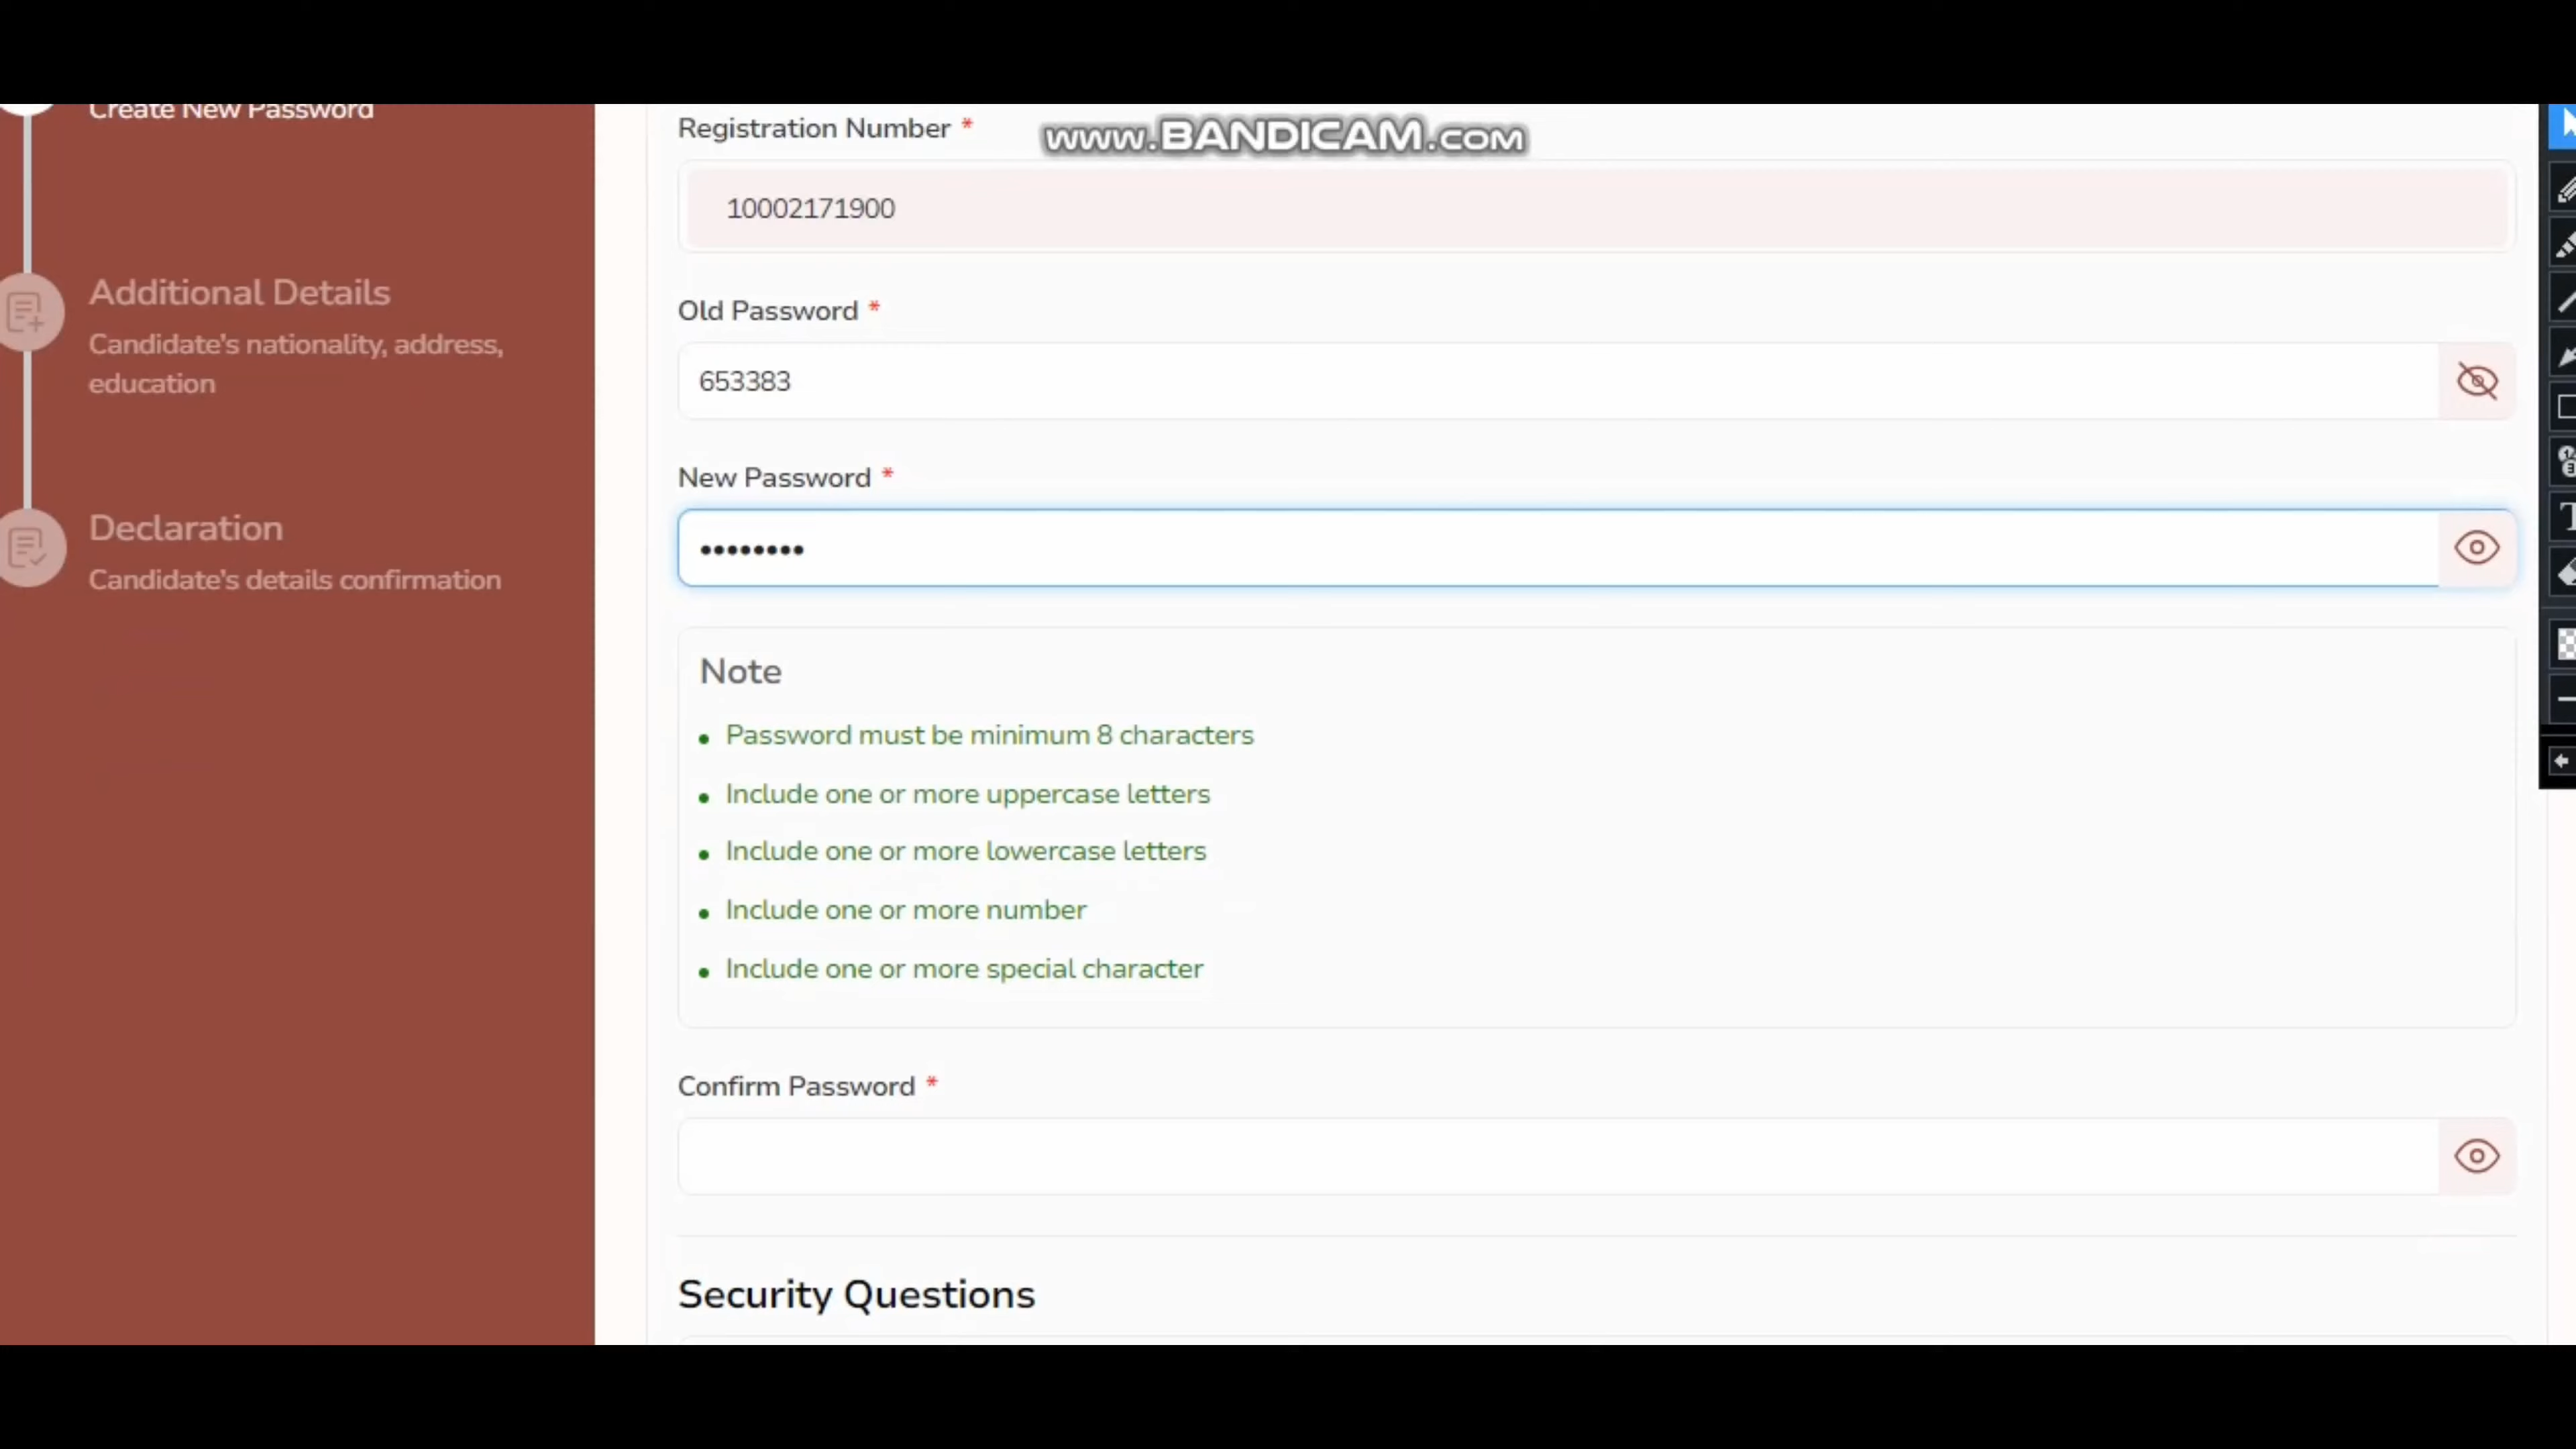 Create New Password
Additional Details
Candidate's nationality, address,
education
Declaration
Candidate's details confirmation
www.BANDICAM.com
Registration Number *
10002171900
Old Password *
653383
New Password *
••••••••
Note
• Password must be minimum 8 characters
• Include one or more uppercase letters
• Include one or more lowercase letters
• Include one or more number
• Include one or more special character
Confirm Password *
Security Questions